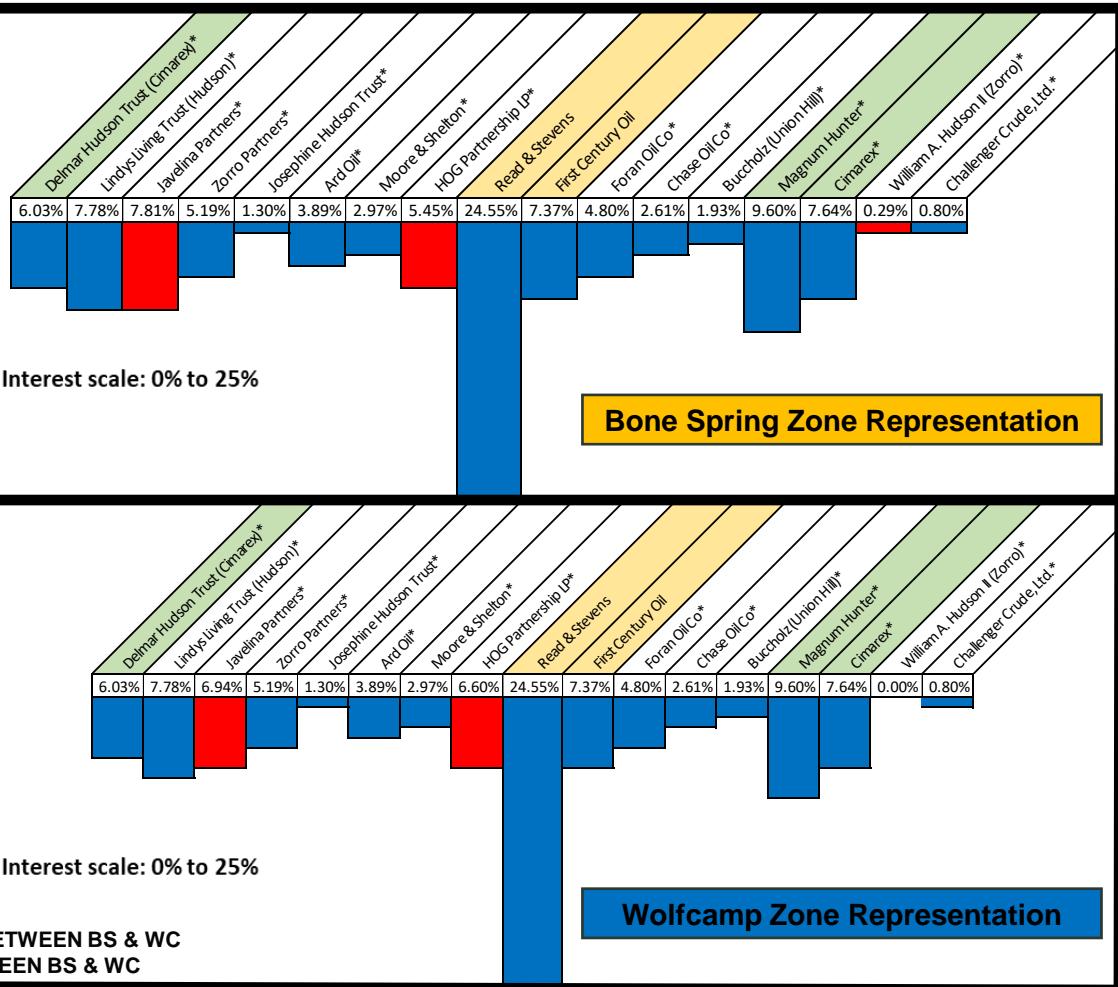 Delmar Hudson Trust (Cimarex)*
Lindys Living Trust (Hudson)*
Javelina Partners*
Zorro Partners*
Josephine Hudson Trust*
Ard Oil*
Moore & Shelton*
HOG Partnership LP*
Read & Stevens
First Century Oil
Foran Oil Co*
Chase Oil Co*
Buccholz (Union Hill)*
Magnum Hunter*
Cimarex*
William A. Hudson II (Zorro)*
Challenger Crude, Ltd.*
6.03% 7.78% 7.81% 5.19% 1.30% 3.89% 2.97% 5.45% 24.55% 7.37% 4.80% 2.61% 1.93% 9.60% 7.64% 0.29% 0.80%
Interest scale: 0% to 25%
Bone Spring Zone Representation
Delmar Hudson Trust (Cimarex)*
Lindys Living Trust (Hudson)*
Javelina Partners*
Zorro Partners*
Josephine Hudson Trust*
Ard Oil*
Moore & Shelton*
HOG Partnership LP*
Read & Stevens
First Century Oil
Foran Oil Co*
Chase Oil Co*
Buccholz (Union Hill)*
Magnum Hunter*
Cimarex*
William A. Hudson II (Zorro)*
Challenger Crude, Ltd.*
6.03% 7.78% 6.94% 5.19% 1.30% 3.89% 2.97% 6.60% 24.55% 7.37% 4.80% 2.61% 1.93% 9.60% 7.64% 0.00% 0.80%
Interest scale: 0% to 25%
Wolfcamp Zone Representation
ETWEEN BS & WC
EEN BS & WC